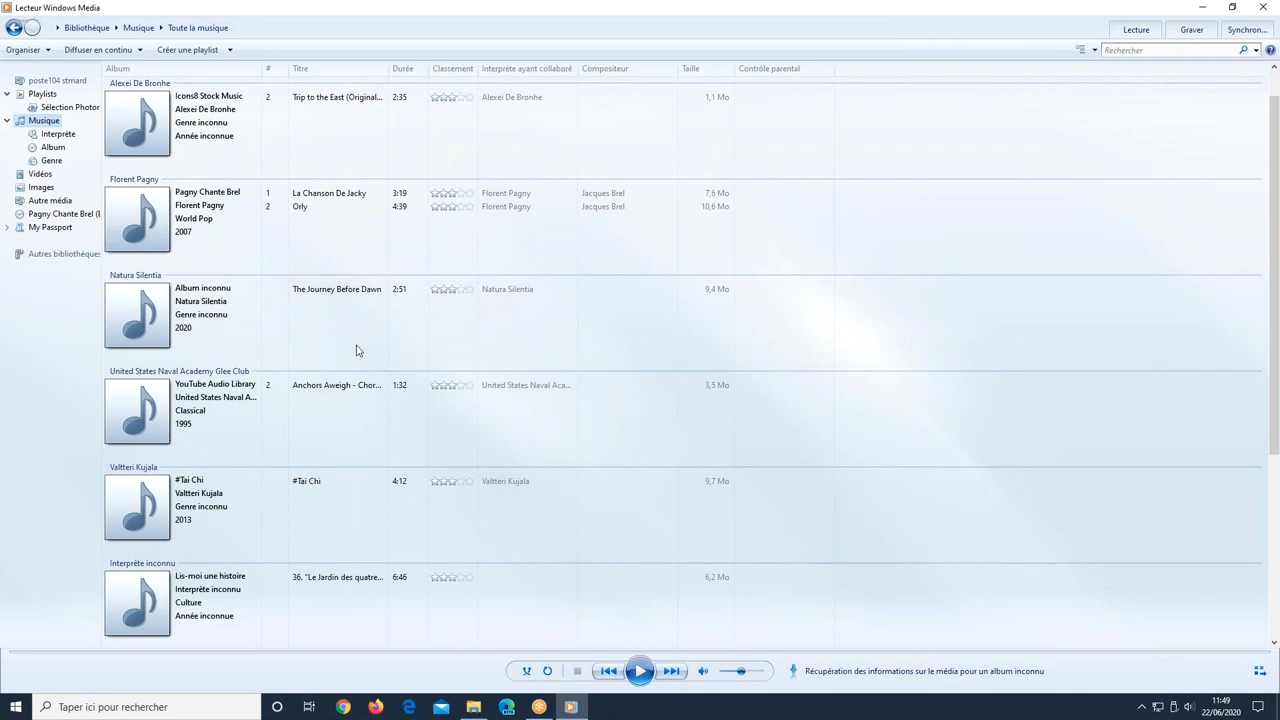 Lecteur Windows Media
Bibliothèque Musique Toute la musique
Lecture Graver Synchron...
Organiser Diffuser en continu Créer une playlist
Rechercher
Album # Titre Durée Classement Interprète ayant collaboré Compositeur Taille Contrôle parental
poste104 stmard
Playlists
Sélection Photor
Musique
Interprète
Album
Genre
Vidéos
Images
Autre média
Pagny Chante Brel (
My Passport
Autres bibliothèques
Alexei De Bronhe
Icons8 Stock Music 2 Trip to the East (Original... 2:35 Alexei De Bronhe 1,1 Mo
Alexei De Bronhe
Genre inconnu
Année inconnue
Florent Pagny
Pagny Chante Brel 1 La Chanson De Jacky 3:19 Florent Pagny Jacques Brel 7,6 Mo
Florent Pagny 2 Orly 4:39 Florent Pagny Jacques Brel 10,6 Mo
World Pop
2007
Natura Silentia
Album inconnu The Journey Before Dawn 2:51 Natura Silentia 9,4 Mo
Natura Silentia
Genre inconnu
2020
United States Naval Academy Glee Club
YouTube Audio Library 2 Anchors Aweigh - Chor... 1:32 United States Naval Aca... 3,5 Mo
United States Naval A...
Classical
1995
Valtteri Kujala
#Tai Chi #Tai Chi 4:12 Valtteri Kujala 9,7 Mo
Valtteri Kujala
Genre inconnu
2013
Interprète inconnu
Lis-moi une histoire 36. "Le Jardin des quatre... 6:46 6,2 Mo
Interprète inconnu
Culture
Année inconnue
Récupération des informations sur le média pour un album inconnu
Taper ici pour rechercher
11:49
22/06/2020